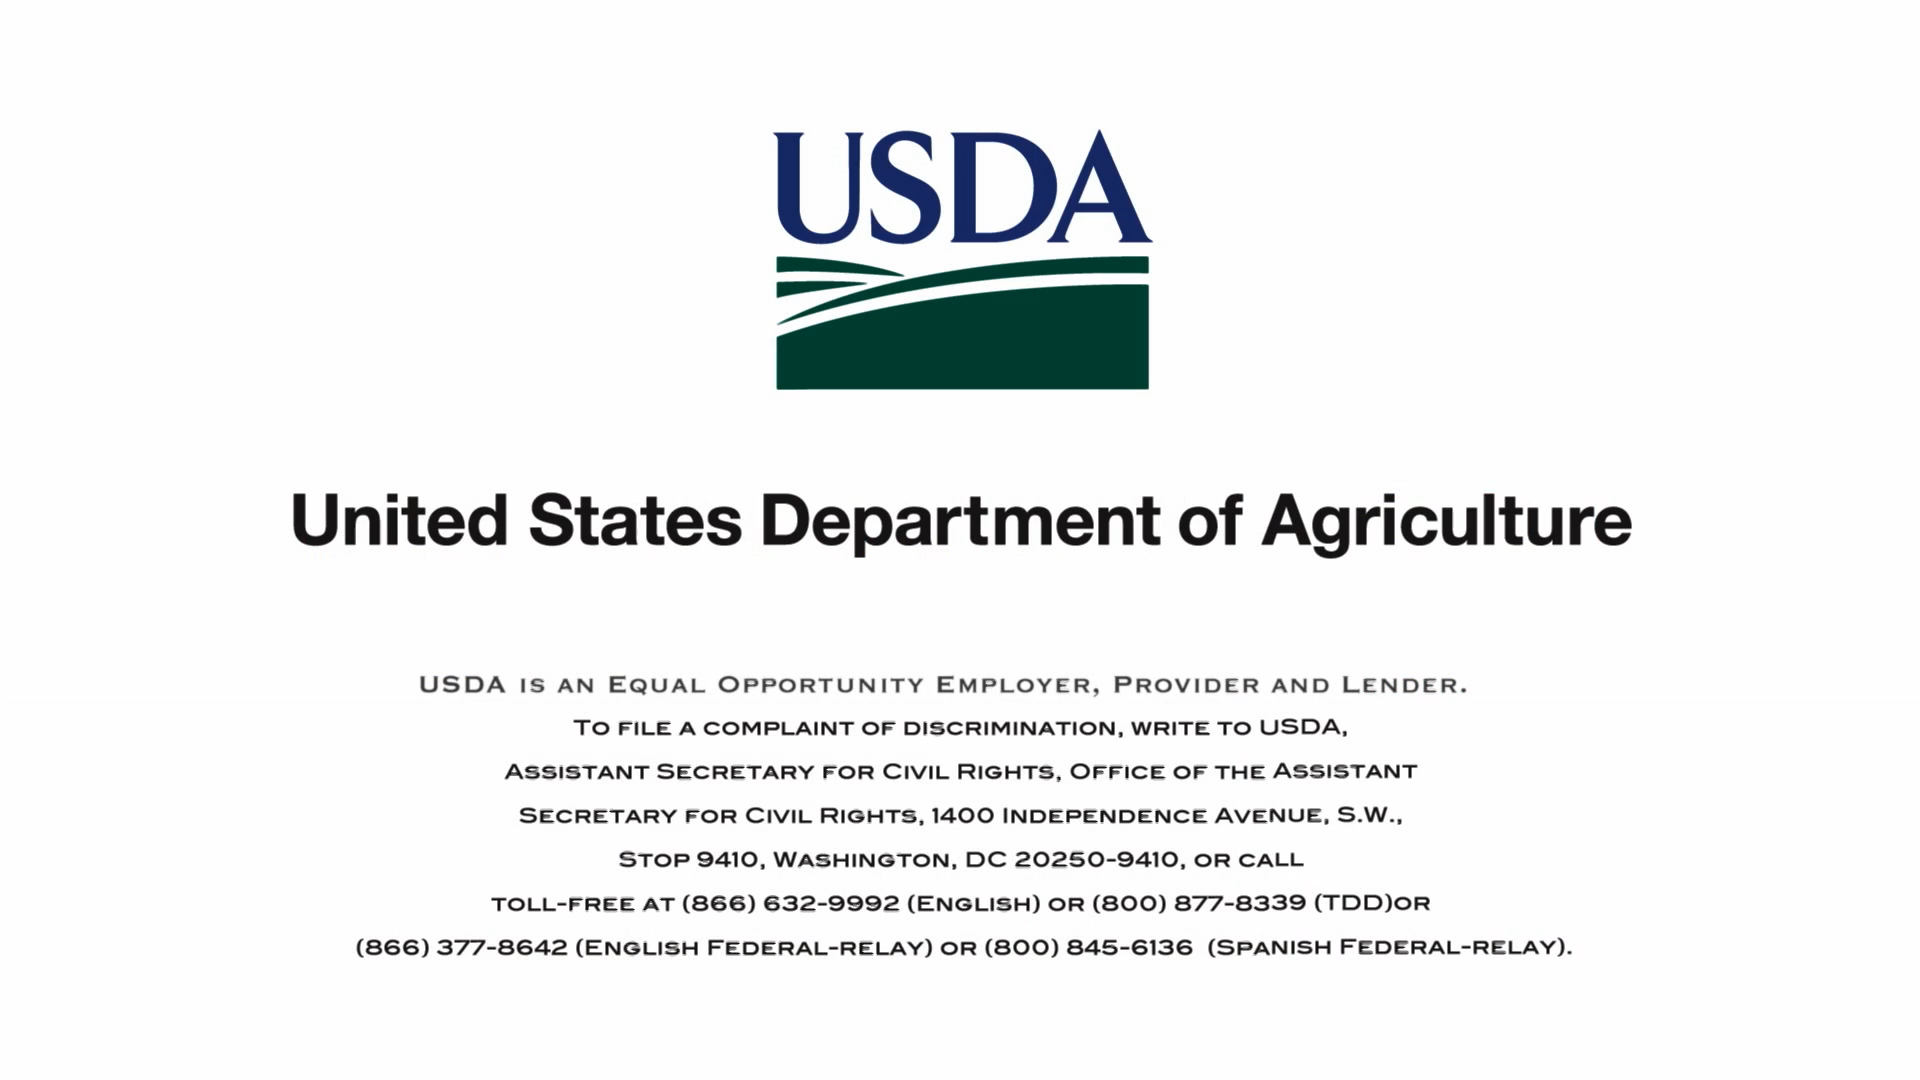 USDA
United States Department of Agriculture
USDA is an Equal Opportunity Employer, Provider and Lender.
To file a complaint of discrimination, write to USDA,
Assistant Secretary for Civil Rights, Office of the Assistant
Secretary for Civil Rights, 1400 Independence Avenue, S.W.,
Stop 9410, Washington, DC 20250-9410, or call
toll-free at (866) 632-9992 (English) or (800) 877-8339 (TDD)or
(866) 377-8642 (English Federal-relay) or (800) 845-6136 (Spanish Federal-relay).